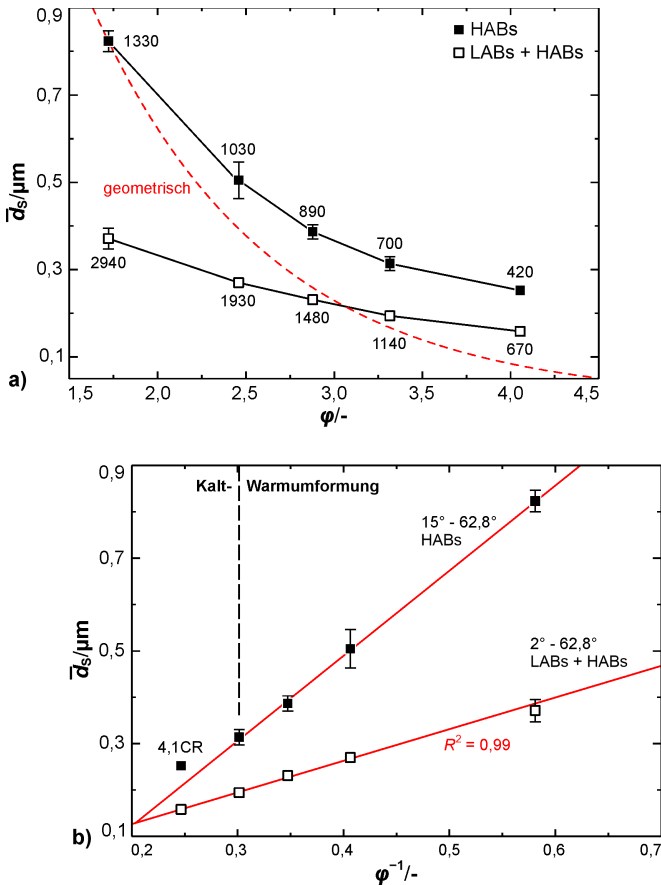 0,9
HABs
LABs + HABs
1330
0,7
1030
geometrisch
0,5
890
d̅S/µm
700
420
0,3
2940
1930
1480
1140
670
0,1
a)
1,5 2,0 2,5 3,0 3,5 4,0 4,5
φ/-
0,9
Kalt- Warmumformung
15° - 62,8°
HABs
0,7
d̅S/µm
0,5
2° - 62,8°
LABs + HABs
4,1CR
R² = 0,99
0,3
0,1
b)
0,2 0,3 0,4 0,5 0,6 0,7
φ⁻¹/-